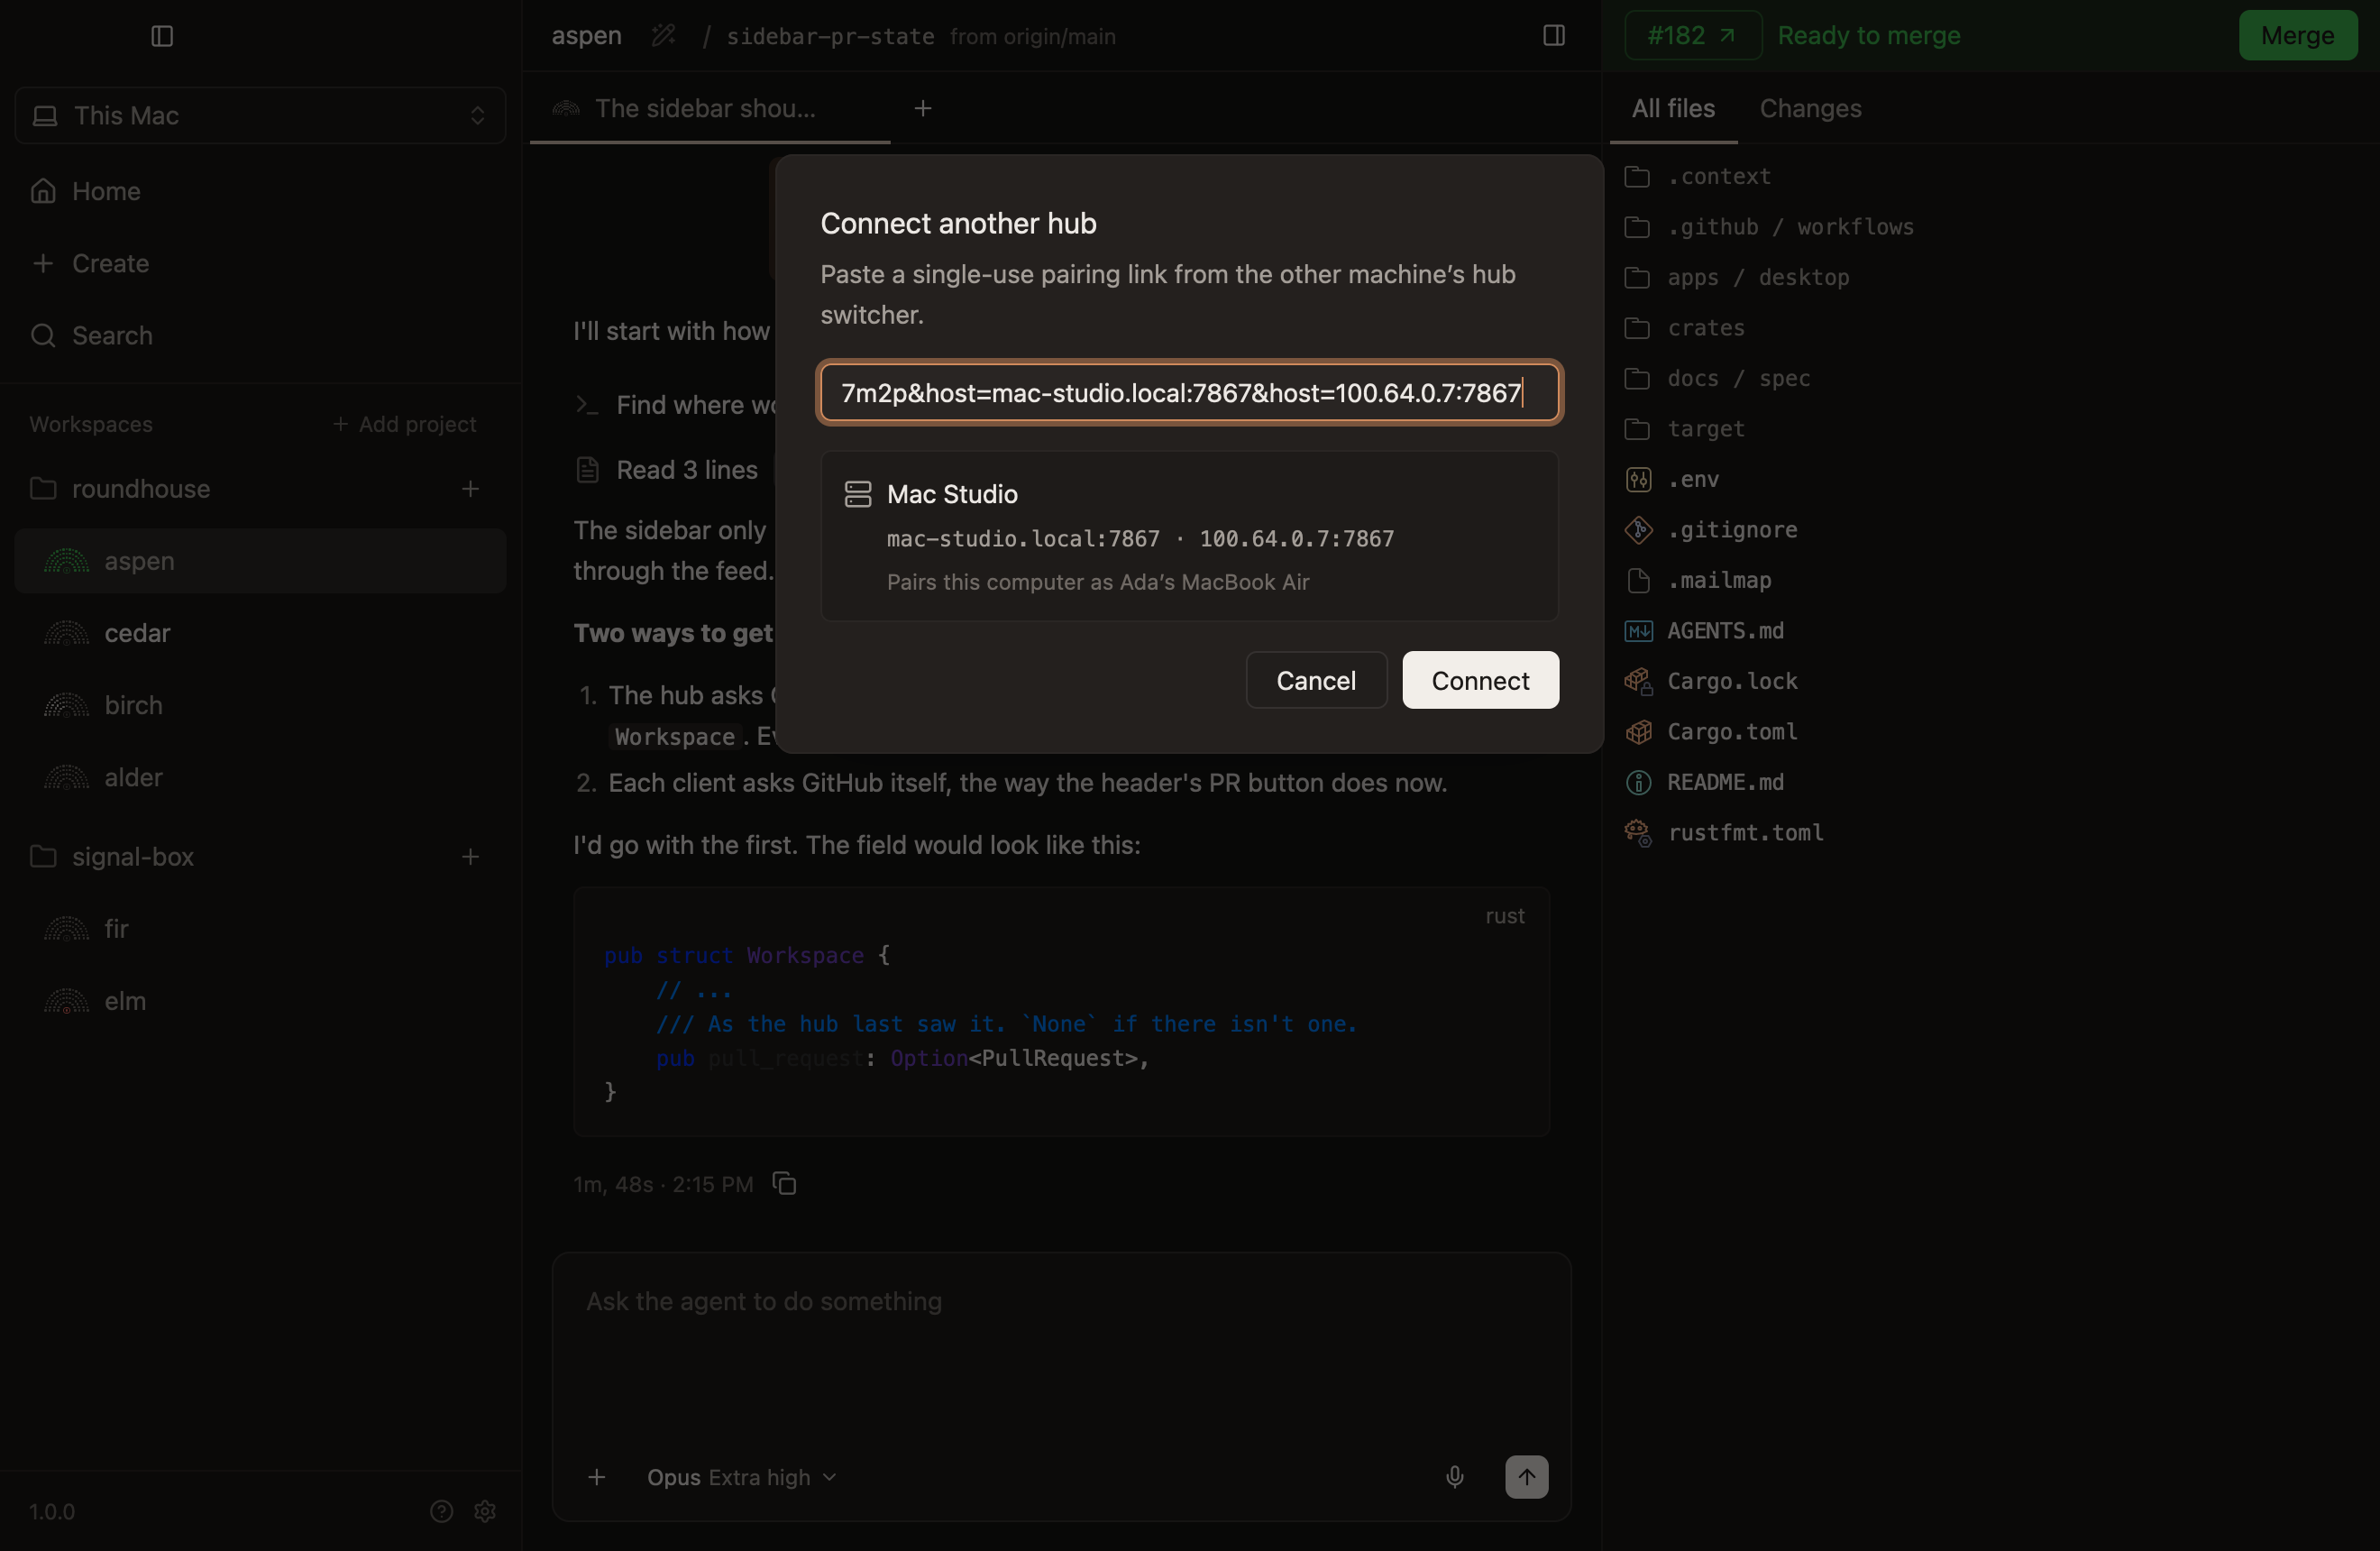 This Mac
Home
Create
Search
Workspaces
Add project
roundhouse
aspen
cedar
birch
alder
signal-box
fir
elm
1.0.0
aspen / sidebar-pr-state from origin/main
The sidebar shou...
I'll start with how
Find where wo
Read 3 lines
The sidebar only
through the feed.
Two ways to get
1. The hub asks
Workspace. Ev
2. Each client asks GitHub itself, the way the header's PR button does now.
I'd go with the first. The field would look like this:
rust
pub struct Workspace {
// ...
/// As the hub last saw it. `None` if there isn't one.
pub pull_request: Option<PullRequest>,
}
1m, 48s · 2:15 PM
Ask the agent to do something
Opus Extra high
Connect another hub
Paste a single-use pairing link from the other machine’s hub
switcher.
7m2p&host=mac-studio.local:7867&host=100.64.0.7:7867
Mac Studio
mac-studio.local:7867 · 100.64.0.7:7867
Pairs this computer as Ada’s MacBook Air
Cancel
Connect
#182
Ready to merge
Merge
All files
Changes
.context
.github / workflows
apps / desktop
crates
docs / spec
target
.env
.gitignore
.mailmap
AGENTS.md
Cargo.lock
Cargo.toml
README.md
rustfmt.toml